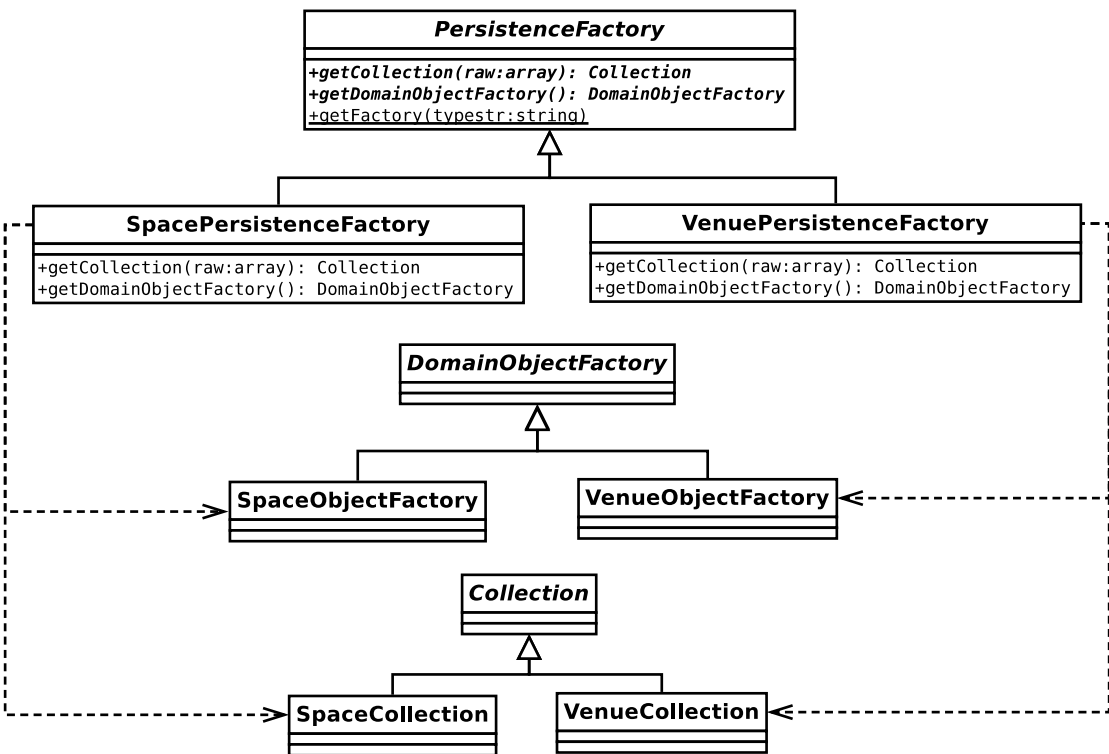 PersistenceFactory
+getCollection(raw:array): Collection
+getDomainObjectFactory(): DomainObjectFactory
+getFactory(typestr:string)
SpacePersistenceFactory
+getCollection(raw:array): Collection
+getDomainObjectFactory(): DomainObjectFactory
VenuePersistenceFactory
+getCollection(raw:array): Collection
+getDomainObjectFactory(): DomainObjectFactory
DomainObjectFactory
SpaceObjectFactory
VenueObjectFactory
Collection
SpaceCollection
VenueCollection